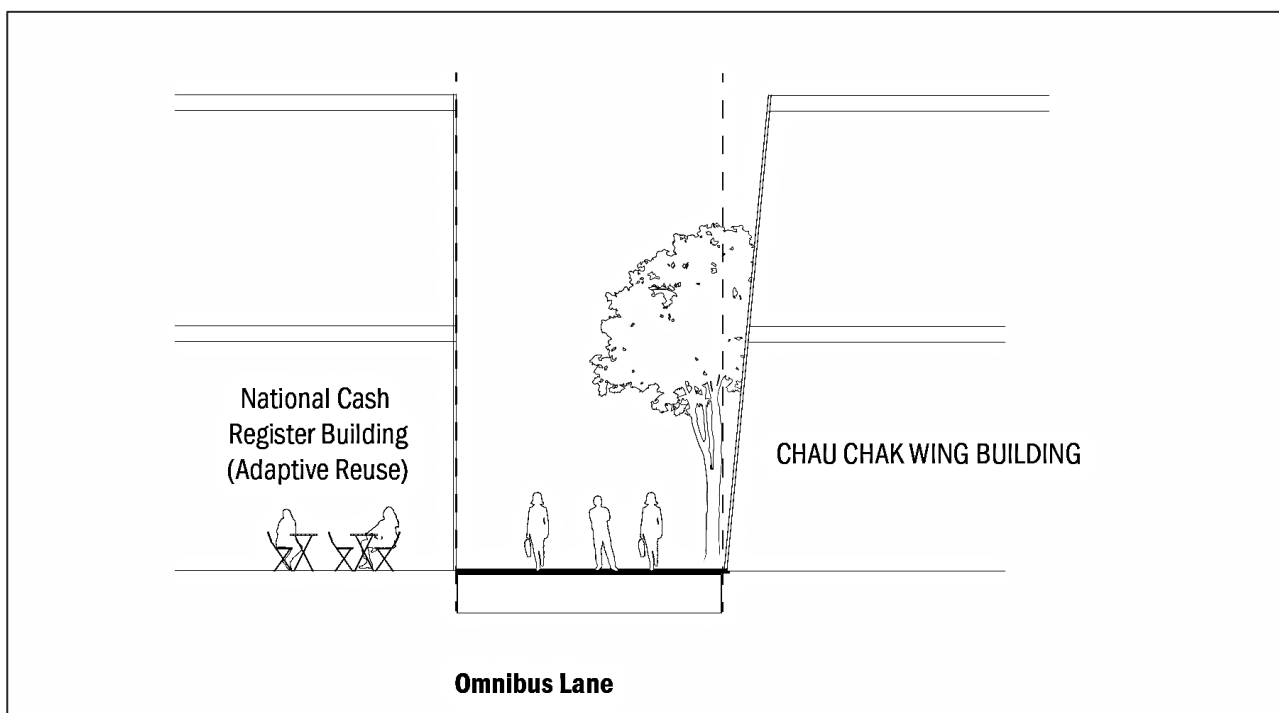 National Cash
Register Building
(Adaptive Reuse)
CHAU CHAK WING BUILDING
Omnibus Lane